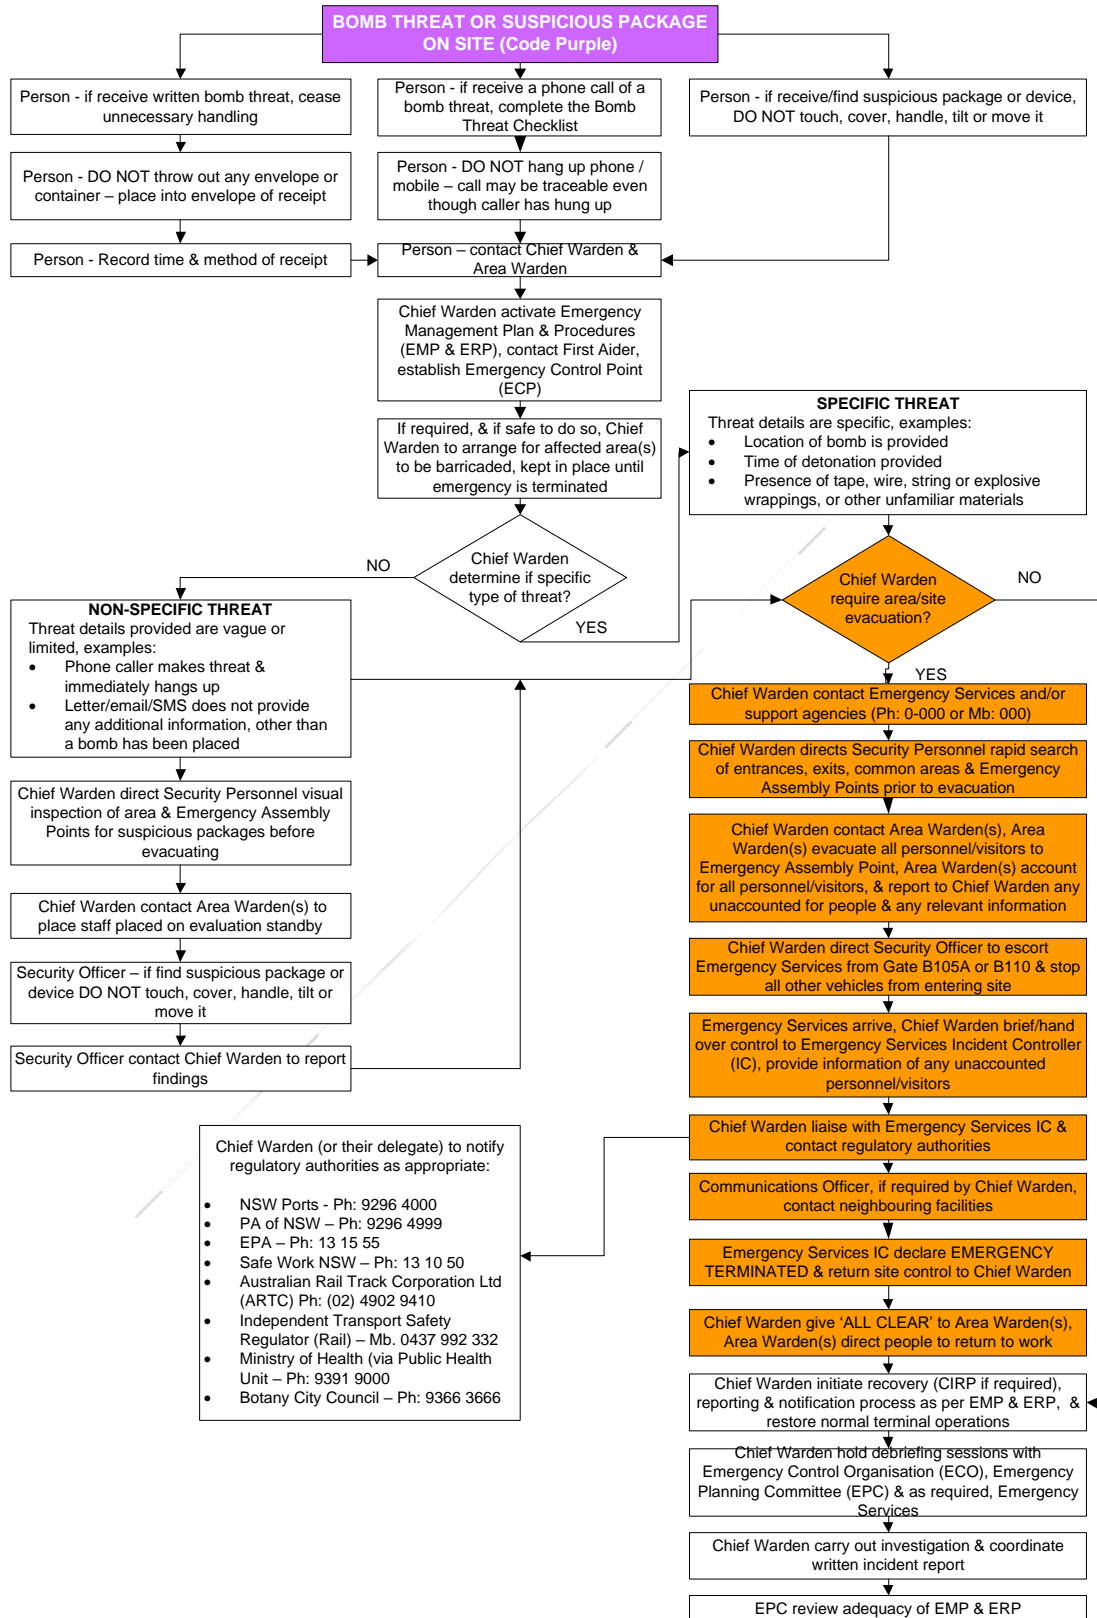 BOMB THREAT OR SUSPICIOUS PACKAGE
ON SITE (Code Purple)
Person - if receive written bomb threat, cease
unnecessary handling
Person - if receive a phone call of a
bomb threat, complete the Bomb
Threat Checklist
Person - if receive/find suspicious package or device,
DO NOT touch, cover, handle, tilt or move it
Person - DO NOT throw out any envelope or
container – place into envelope of receipt
Person - DO NOT hang up phone /
mobile – call may be traceable even
though caller has hung up
Person - Record time & method of receipt
Person – contact Chief Warden &
Area Warden
Chief Warden activate Emergency
Management Plan & Procedures
(EMP & ERP), contact First Aider,
establish Emergency Control Point
(ECP)
If required, & if safe to do so, Chief
Warden to arrange for affected area(s)
to be barricaded, kept in place until
emergency is terminated
SPECIFIC THREAT
Threat details are specific, examples:
• Location of bomb is provided
• Time of detonation provided
• Presence of tape, wire, string or explosive
wrappings, or other unfamiliar materials
Chief Warden
determine if specific
type of threat?
NO
YES
Chief Warden
require area/site
evacuation?
NO
YES
NON-SPECIFIC THREAT
Threat details provided are vague or
limited, examples:
• Phone caller makes threat &
immediately hangs up
• Letter/email/SMS does not provide
any additional information, other than
a bomb has been placed
Chief Warden direct Security Personnel visual
inspection of area & Emergency Assembly
Points for suspicious packages before
evacuating
Chief Warden contact Area Warden(s) to
place staff placed on evaluation standby
Security Officer – if find suspicious package or
device DO NOT touch, cover, handle, tilt or
move it
Security Officer contact Chief Warden to report
findings
Chief Warden contact Emergency Services and/or
support agencies (Ph: 0-000 or Mb: 000)
Chief Warden directs Security Personnel rapid search
of entrances, exits, common areas & Emergency
Assembly Points prior to evacuation
Chief Warden contact Area Warden(s), Area
Warden(s) evacuate all personnel/visitors to
Emergency Assembly Point, Area Warden(s) account
for all personnel/visitors, & report to Chief Warden any
unaccounted for people & any relevant information
Chief Warden direct Security Officer to escort
Emergency Services from Gate B105A or B110 & stop
all other vehicles from entering site
Emergency Services arrive, Chief Warden brief/hand
over control to Emergency Services Incident Controller
(IC), provide information of any unaccounted
personnel/visitors
Chief Warden liaise with Emergency Services IC &
contact regulatory authorities
Chief Warden (or their delegate) to notify
regulatory authorities as appropriate:
• NSW Ports - Ph: 9296 4000
• PA of NSW – Ph: 9296 4999
• EPA – Ph: 13 15 55
• Safe Work NSW – Ph: 13 10 50
• Australian Rail Track Corporation Ltd
(ARTC) Ph: (02) 4902 9410
• Independent Transport Safety
Regulator (Rail) – Mb. 0437 992 332
• Ministry of Health (via Public Health
Unit – Ph: 9391 9000
• Botany City Council – Ph: 9366 3666
Communications Officer, if required by Chief Warden,
contact neighbouring facilities
Emergency Services IC declare EMERGENCY
TERMINATED & return site control to Chief Warden
Chief Warden give ‘ALL CLEAR’ to Area Warden(s),
Area Warden(s) direct people to return to work
Chief Warden initiate recovery (CIRP if required),
reporting & notification process as per EMP & ERP, &
restore normal terminal operations
Chief Warden hold debriefing sessions with
Emergency Control Organisation (ECO), Emergency
Planning Committee (EPC) & as required, Emergency
Services
Chief Warden carry out investigation & coordinate
written incident report
EPC review adequacy of EMP & ERP